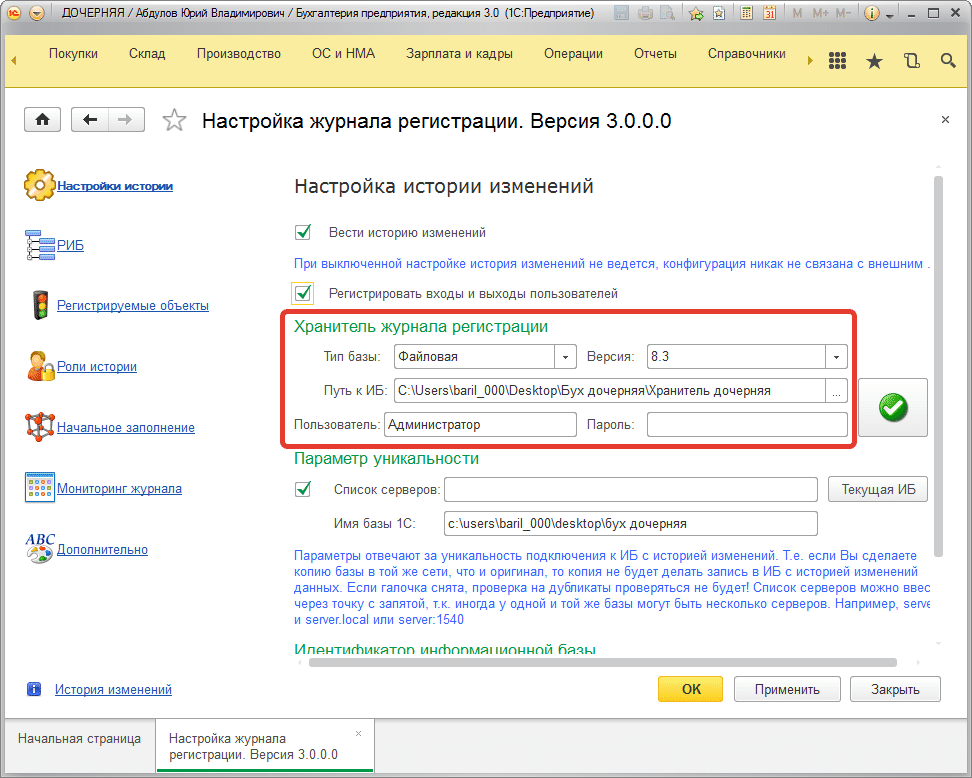 ДОЧЕРНЯЯ / Абдулов Юрий Владимирович / Бухгалтерия предприятия, редакция 3.0 (1С:Предприятие)
M M+ M-
Покупки Склад Производство ОС и НМА Зарплата и кадры Операции Отчеты Справочники
Настройка журнала регистрации. Версия 3.0.0.0
Настройки истории
РИБ
Регистрируемые объекты
Роли истории
Начальное заполнение
Мониторинг журнала
ABC
Дополнительно
История изменений
Настройка истории изменений
Вести историю изменений
При выключенной настройке история изменений не ведется, конфигурация никак не связана с внешним .
Регистрировать входы и выходы пользователей
Хранитель журнала регистрации
Тип базы: Файловая Версия: 8.3
Путь к ИБ: C:\Users\baril_000\Desktop\Бух дочерняя\Хранитель дочерняя ...
Пользователь: Администратор Пароль:
Параметр уникальности
Список серверов: Текущая ИБ
Имя базы 1С: c:\users\baril_000\desktop\бух дочерняя
Параметры отвечают за уникальность подключения к ИБ с историей изменений. Т.е. если Вы сделаете
копию базы в той же сети, что и оригинал, то копия не будет делать запись в ИБ с историей изменений
данных. Если галочка снята, проверка на дубликаты проверяться не будет! Список серверов можно ввес
через точку с запятой, т.к. иногда у одной и той же базы могут быть несколько серверов. Например, serve
и server.local или server:1540
Идентификатор информационной базы
OK Применить Закрыть
Начальная страница
Настройка журнала
регистрации. Версия 3.0.0.0